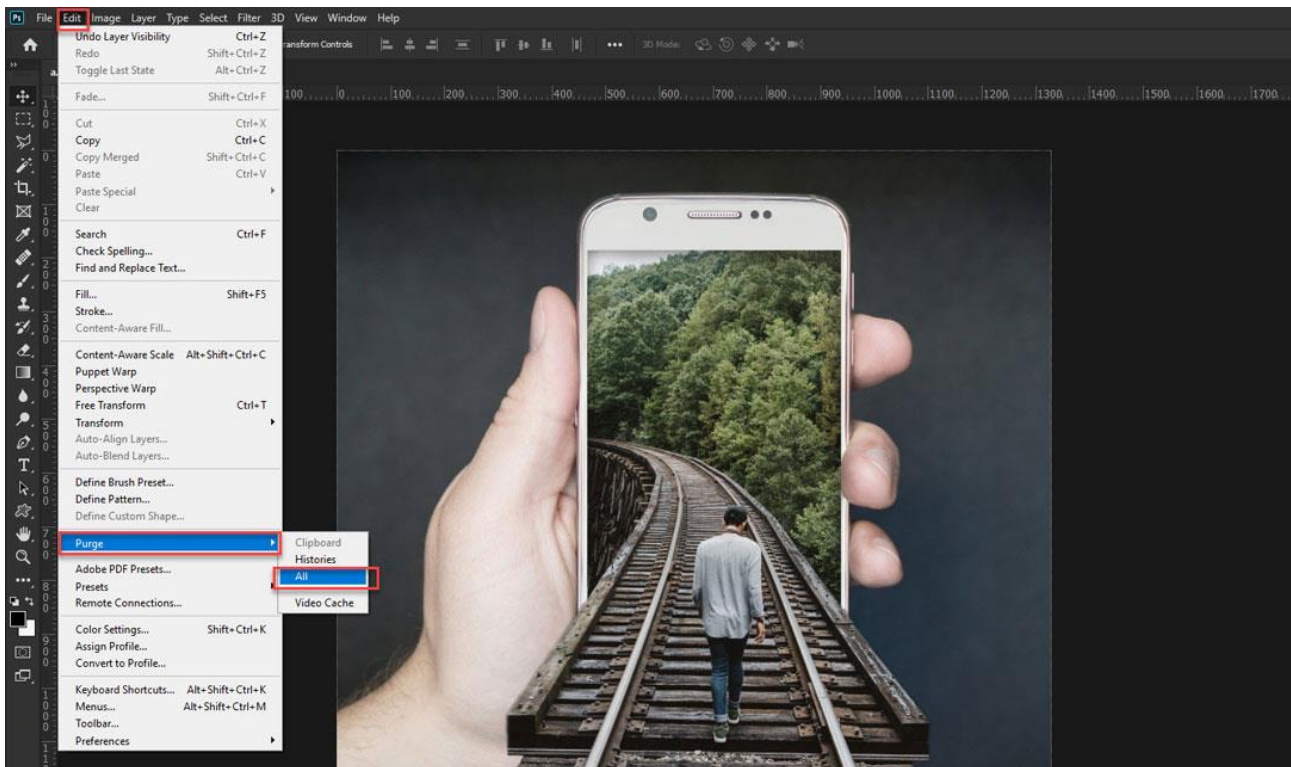 Ps File Edit Image Layer Type Select Filter 3D View Window Help
Undo Layer Visibility Ctrl+Z
Redo Shift+Ctrl+Z
Toggle Last State Alt+Ctrl+Z
Fade... Shift+Ctrl+F
Cut Ctrl+X
Copy Ctrl+C
Copy Merged Shift+Ctrl+C
Paste Ctrl+V
Paste Special
Clear
Search Ctrl+F
Check Spelling...
Find and Replace Text...
Fill... Shift+F5
Stroke...
Content-Aware Fill...
Content-Aware Scale Alt+Shift+Ctrl+C
Puppet Warp
Perspective Warp
Free Transform Ctrl+T
Transform
Auto-Align Layers...
Auto-Blend Layers...
Define Brush Preset...
Define Pattern...
Define Custom Shape...
Purge
Adobe PDF Presets...
Presets
Remote Connections...
Color Settings... Shift+Ctrl+K
Assign Profile...
Convert to Profile...
Keyboard Shortcuts... Alt+Shift+Ctrl+K
Menus... Alt+Shift+Ctrl+M
Toolbar...
Preferences
Clipboard
Histories
All
Video Cache
Controls 3D Mode:
100 0 100 200 300 400 500 600 700 800 900 1000 1100 1200 1300 1400 1500 1600 1700